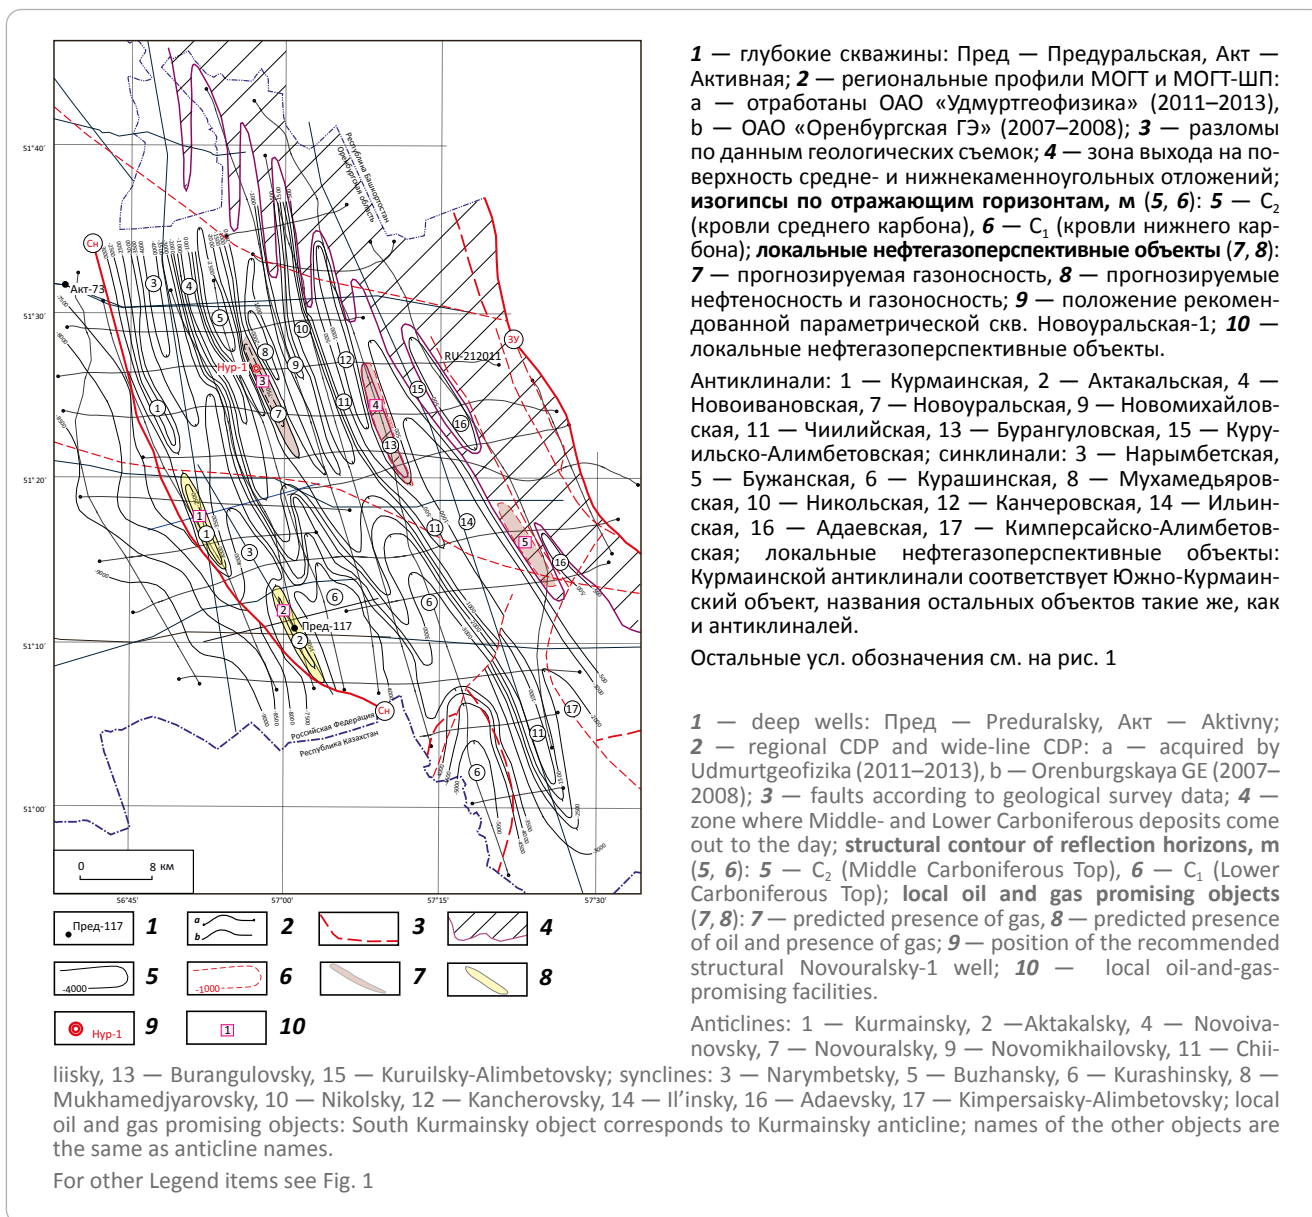 1 — глубокие скважины: Пред — Предуральская, Акт —
Активная; 2 — региональные профили МОГТ и МОГТ-ШП:
а — отработаны ОАО «Удмуртгеофизика» (2011–2013),
b — ОАО «Оренбургская ГЭ» (2007–2008); 3 — разломы
по данным геологических съемок; 4 — зона выхода на по-
верхность средне- и нижнекаменноугольных отложений;
изогипсы по отражающим горизонтам, м (5, 6): 5 — C₂
(кровли среднего карбона), 6 — C₁ (кровли нижнего кар-
бона); локальные нефтегазоперспективные объекты (7, 8):
7 — прогнозируемая газоносность, 8 — прогнозируемые
нефтеносность и газоносность; 9 — положение рекомен-
дованной параметрической скв. Новоуральская-1; 10 —
локальные нефтегазоперспективные объекты.
Антиклинали: 1 — Курмаинская, 2 — Актакальская, 4 —
Новоивановская, 7 — Новоуральская, 9 — Новомихайлов-
ская, 11 — Чиилийская, 13 — Бурангуловская, 15 — Куру-
ильско-Алимбетовская; синклинали: 3 — Нарымбетская,
5 — Бужанская, 6 — Курашинская, 8 — Мухамедьяров-
ская, 10 — Никольская, 12 — Канчеровская, 14 — Ильин-
ская, 16 — Адаевская, 17 — Кимперсайско-Алимбетов-
ская; локальные нефтегазоперспективные объекты:
Курмаинской антиклинали соответствует Южно-Курмаин-
ский объект, названия остальных объектов такие же, как
и антиклиналей.
Остальные усл. обозначения см. на рис. 1
1 — deep wells: Пред — Preduralsky, Акт — Aktivny;
2 — regional CDP and wide-line CDP: a — acquired by
Udmurtgeofizika (2011–2013), b — Orenburgskaya GE (2007–
2008); 3 — faults according to geological survey data; 4 —
zone where Middle- and Lower Carboniferous deposits come
out to the day; structural contour of reflection horizons, m
(5, 6): 5 — C₂ (Middle Carboniferous Top), 6 — C₁ (Lower
Carboniferous Top); local oil and gas promising objects
(7, 8): 7 — predicted presence of gas, 8 — predicted presence
of oil and presence of gas; 9 — position of the recommended
structural Novouralsky-1 well; 10 — local oil-and-gas-
promising facilities.
Anticlines: 1 — Kurmainsky, 2 —Aktakalsky, 4 — Novoiva-
novsky, 7 — Novouralsky, 9 — Novomikhailovsky, 11 — Chii-
liisky, 13 — Burangulovsky, 15 — Kuruilsky-Alimbetovsky; synclines: 3 — Narymbetsky, 5 — Buzhansky, 6 — Kurashinsky, 8 —
Mukhamedjyarovsky, 10 — Nikolsky, 12 — Kancherovsky, 14 — Il’insky, 16 — Adaevsky, 17 — Kimpersaisky-Alimbetovsky; local
oil and gas promising objects: South Kurmainsky object corresponds to Kurmainsky anticline; names of the other objects are
the same as anticline names.
For other Legend items see Fig. 1
51°40′
51°30′
51°20′
51°10′
51°00′
56°45′
57°00′
57°15′
57°30′
Республика Башкортостан
Оренбургская область
Российская Федерация
Республика Казахстан
Сн
Акт-73
ЗУ
RU-212011
Нур-1
Пред-117
Сн
0 8 км
Пред-117 1
a b 2
3
4
-4000 5
-1000 6
7
8
Нур-1 9
1 10